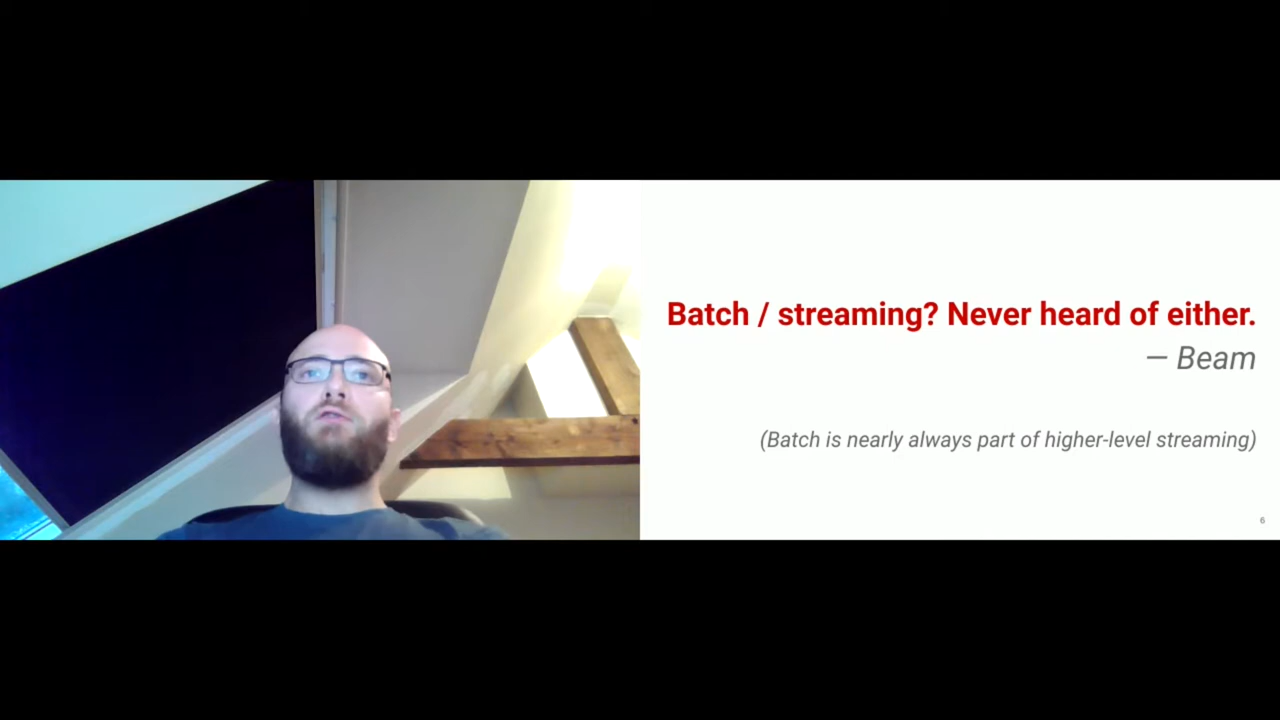 Batch / streaming? Never heard of either.
— Beam
(Batch is nearly always part of higher-level streaming)
6